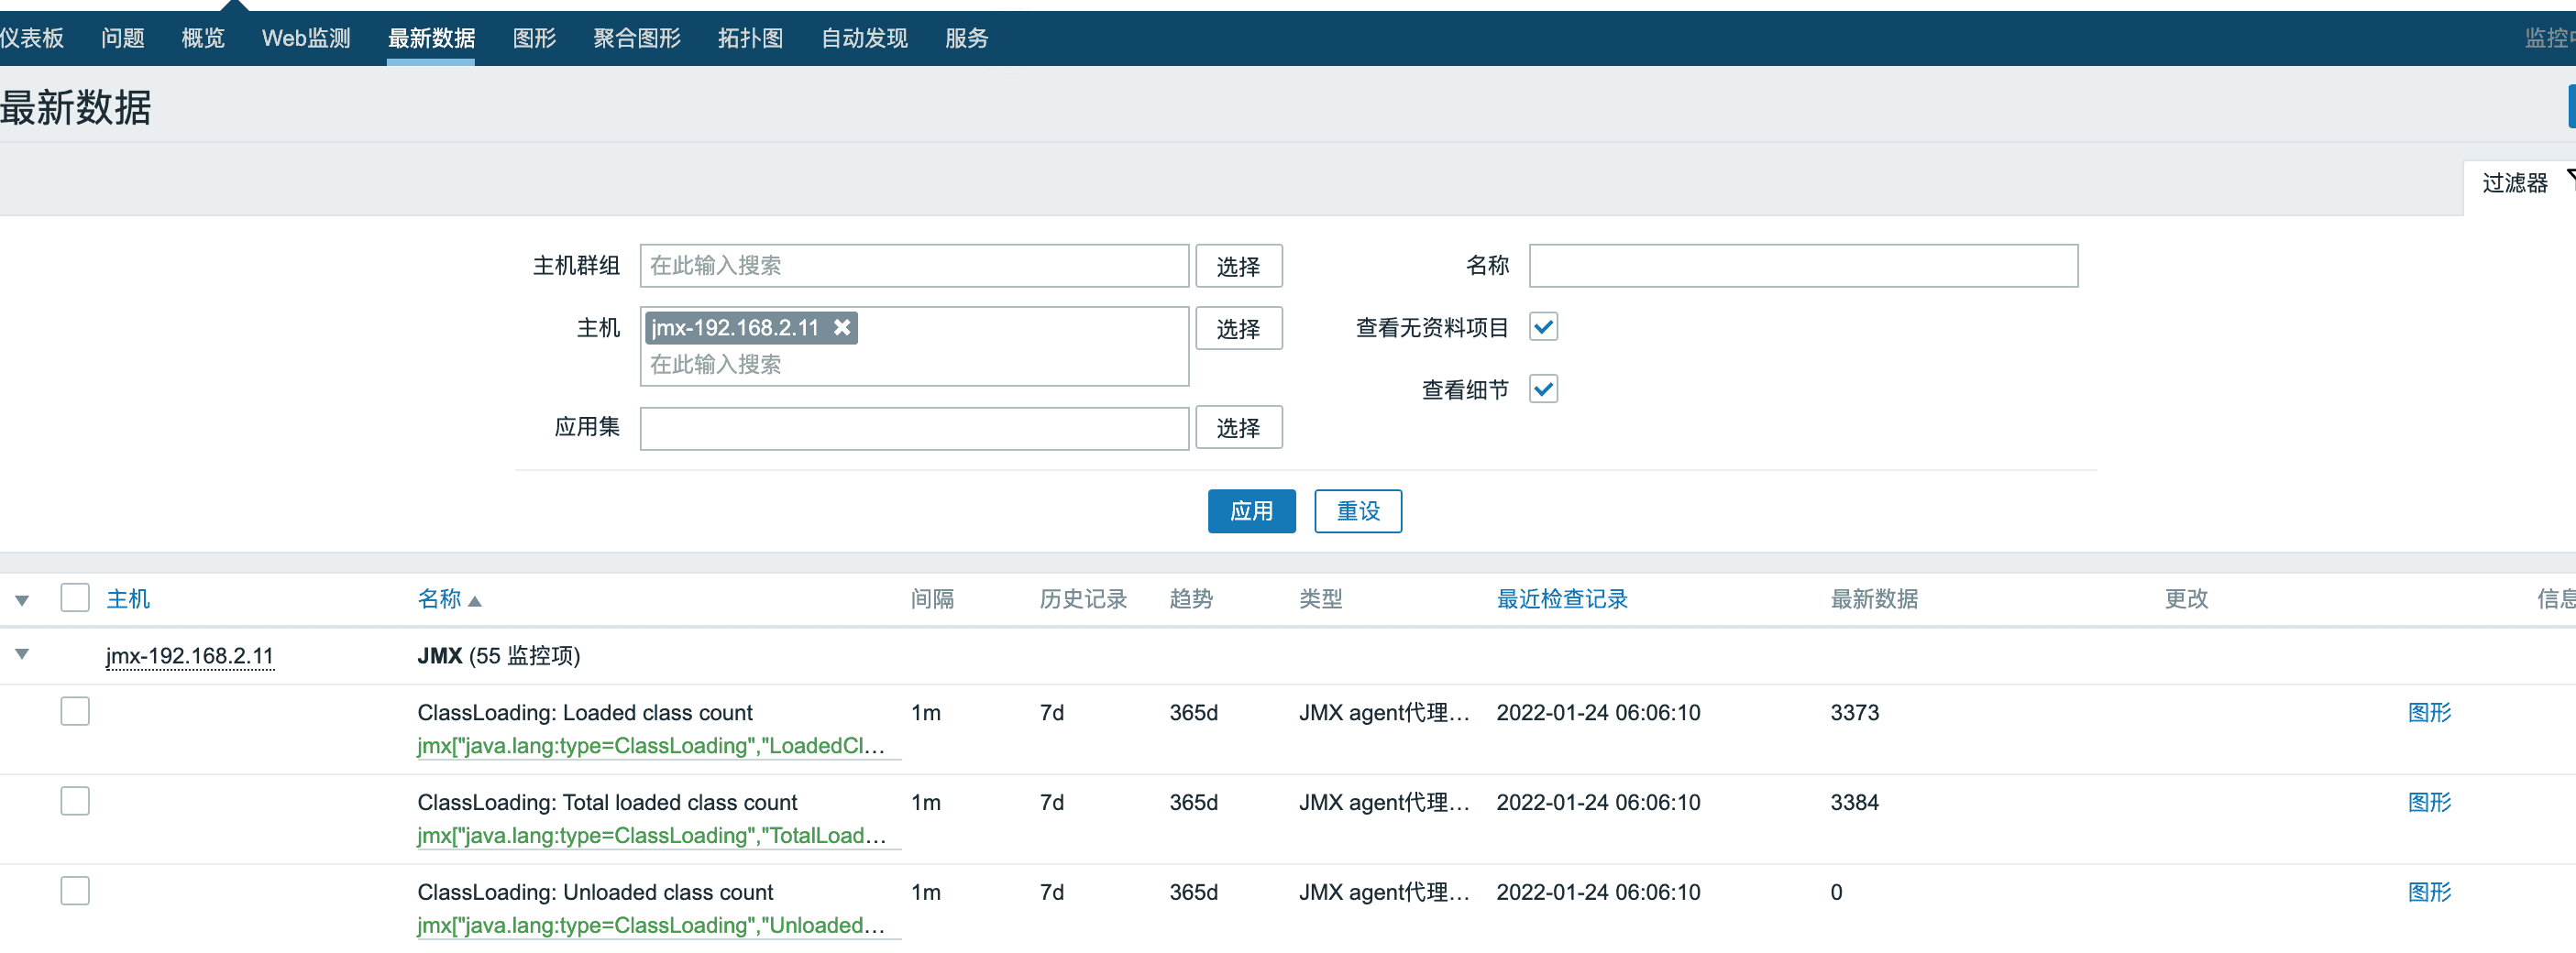 仪表板 问题 概览 Web监测 最新数据 图形 聚合图形 拓扑图 自动发现 服务 监控中
最新数据
过滤器
主机群组 在此输入搜索 选择 名称
主机 jmx-192.168.2.11 选择 查看无资料项目
在此输入搜索
查看细节
应用集 选择
应用 重设
主机 名称 间隔 历史记录 趋势 类型 最近检查记录 最新数据 更改 信息
jmx-192.168.2.11 JMX (55 监控项)
ClassLoading: Loaded class count 1m 7d 365d JMX agent代理... 2022-01-24 06:06:10 3373 图形
jmx["java.lang:type=ClassLoading","LoadedCl...
ClassLoading: Total loaded class count 1m 7d 365d JMX agent代理... 2022-01-24 06:06:10 3384 图形
jmx["java.lang:type=ClassLoading","TotalLoad...
ClassLoading: Unloaded class count 1m 7d 365d JMX agent代理... 2022-01-24 06:06:10 0 图形
jmx["java.lang:type=ClassLoading","Unloaded...